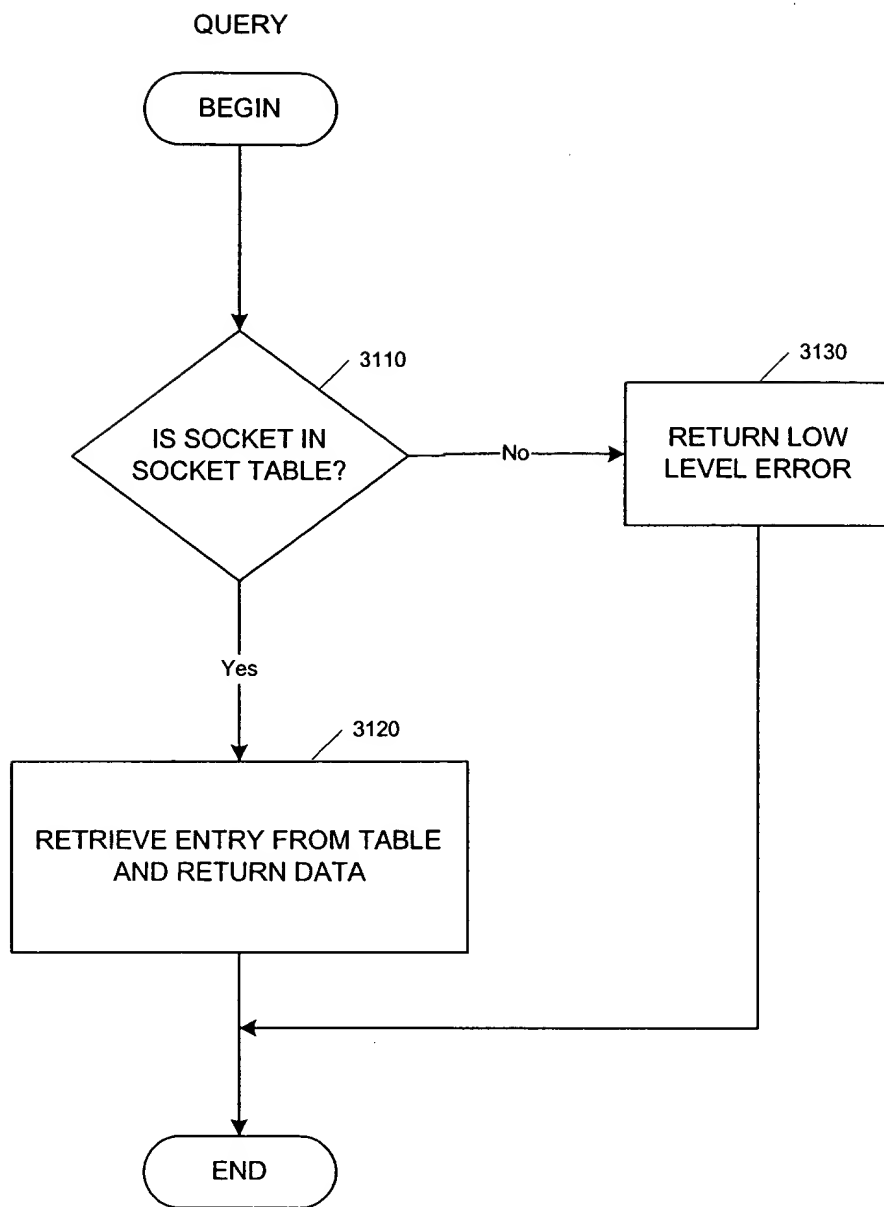 QUERY
BEGIN
3110
IS SOCKET IN
SOCKET TABLE?
No
3130
RETURN LOW
LEVEL ERROR
Yes
3120
RETRIEVE ENTRY FROM TABLE
AND RETURN DATA
END